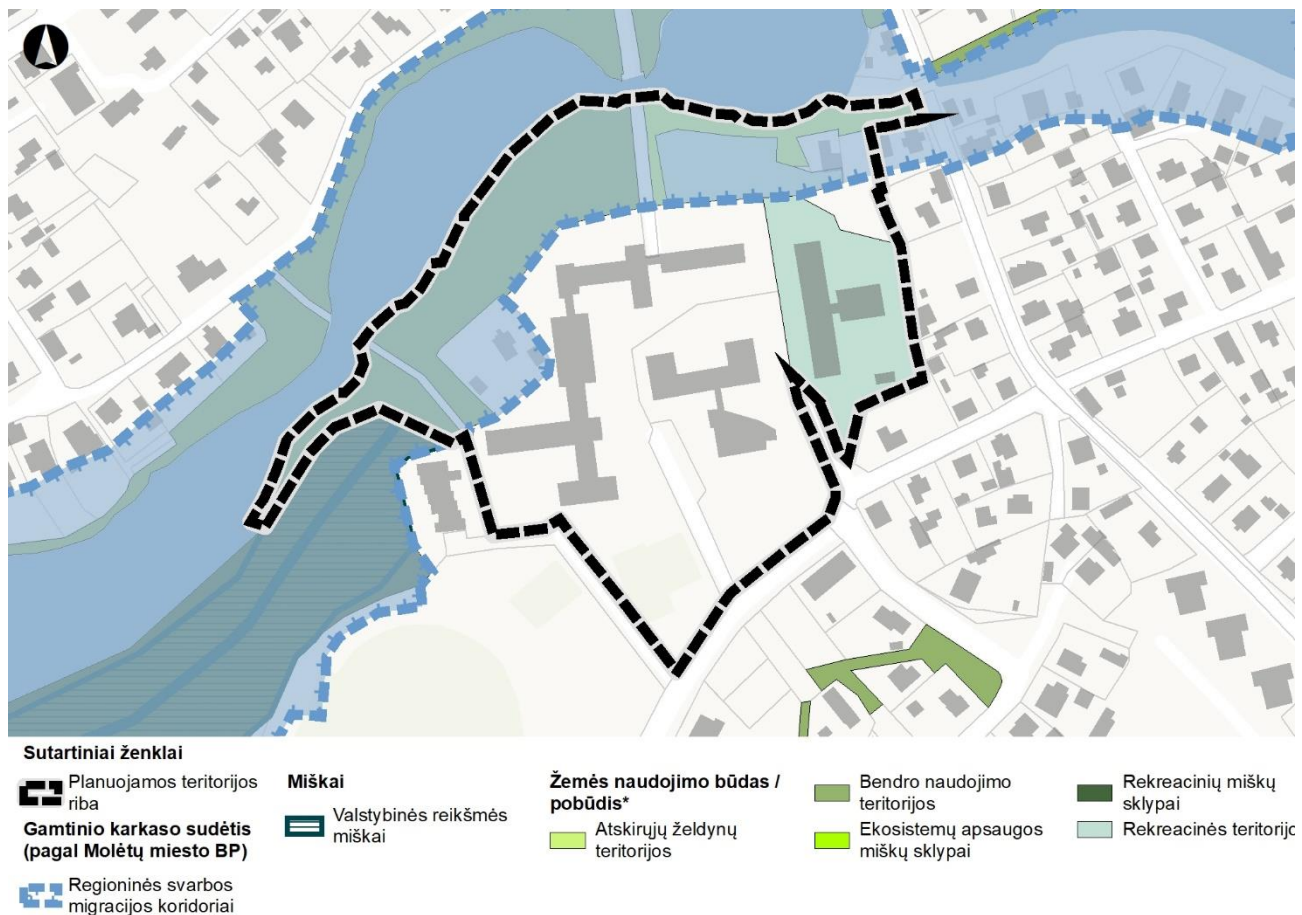 Sutartiniai ženklai
Planuojamos teritorijos
riba
Gamtinio karkaso sudėtis
(pagal Molėtų miesto BP)
Regioninės svarbos
migracijos koridoriai
Miškai
Valstybinės reikšmės
miškai
Žemės naudojimo būdas /
pobūdis*
Atskirųjų želdynų
teritorijos
Bendro naudojimo
teritorijos
Ekosistemų apsaugos
miškų sklypai
Rekreacinių miškų
sklypai
Rekreacinės teritorijo